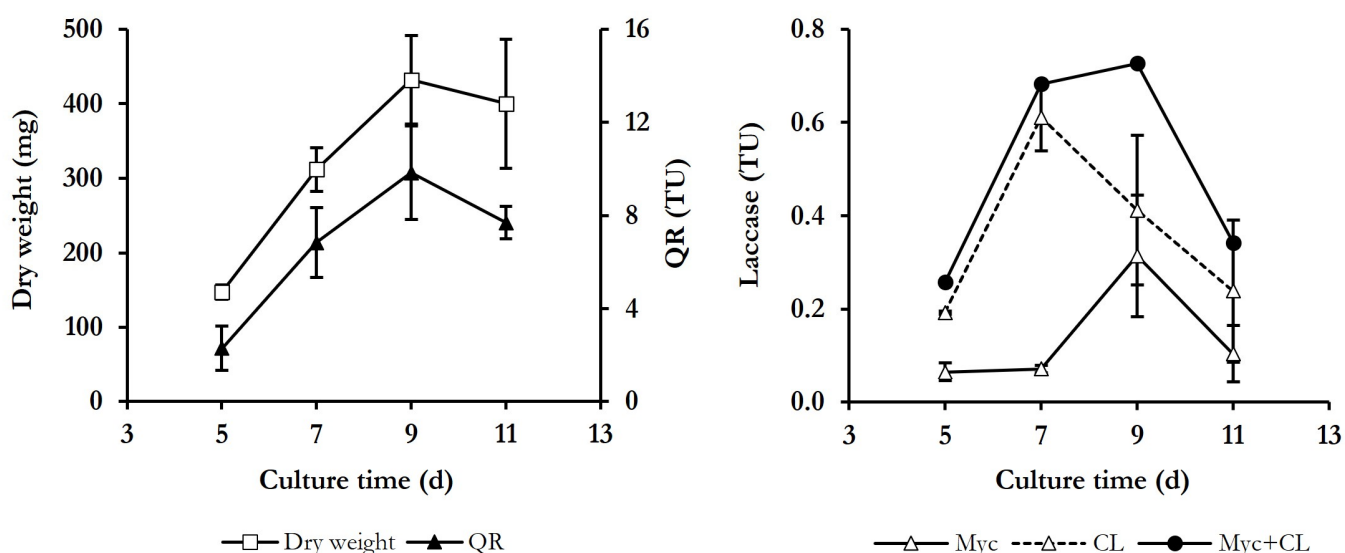 500
400
300
200
100
0
Dry weight (mg)
16
12
8
4
0
QR (TU)
3 5 7 9 11 13
Culture time (d)
Dry weight QR
0.8
0.6
0.4
0.2
0.0
Laccase (TU)
3 5 7 9 11 13
Culture time (d)
Myc CL Myc+CL